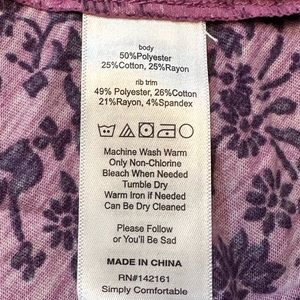 body
50%Polyester
25%Cotton, 25%Rayon
rib trim
49% Polyester, 26%Cotton
21%Rayon, 4%Spandex
Machine Wash Warm
Only Non-Chlorine
Bleach When Needed
Tumble Dry
Warm Iron if Needed
Can Be Dry Cleaned
Please Follow
or You'll Be Sad
MADE IN CHINA
RN#142161
Simply Comfortable